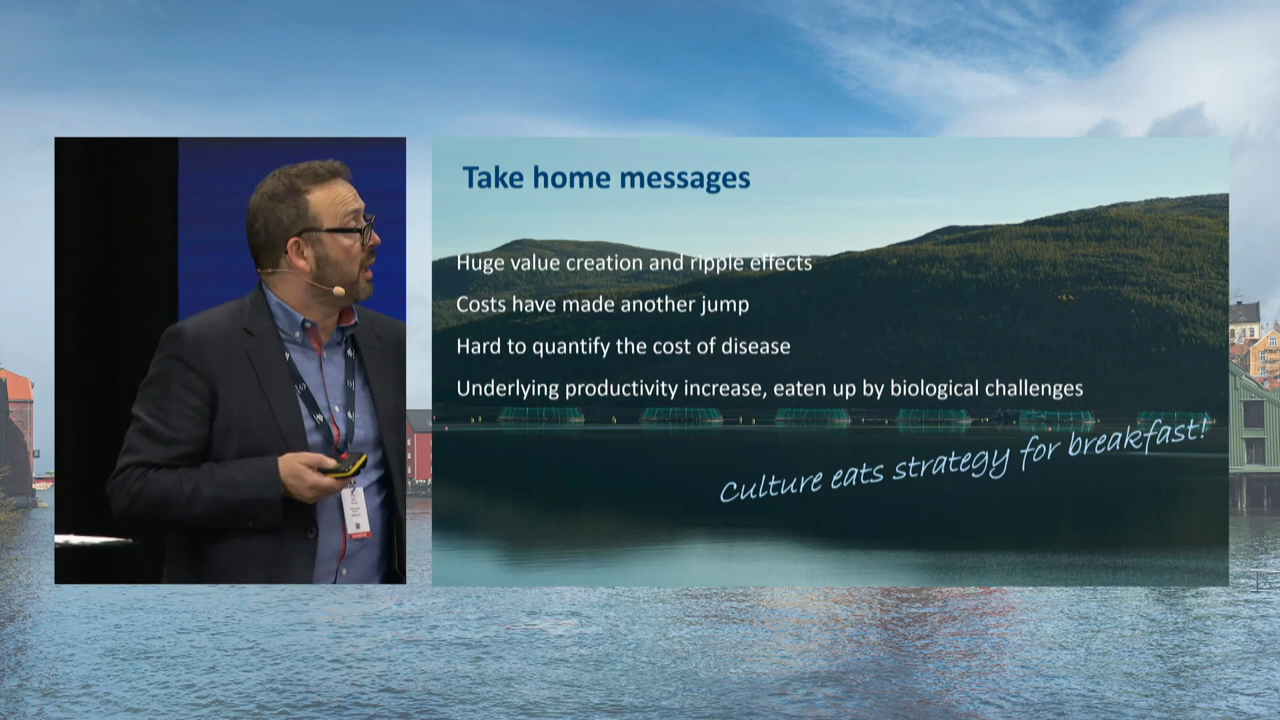 Take home messages
Huge value creation and ripple effects
Costs have made another jump
Hard to quantify the cost of disease
Underlying productivity increase, eaten up by biological challenges
Culture eats strategy for breakfast!